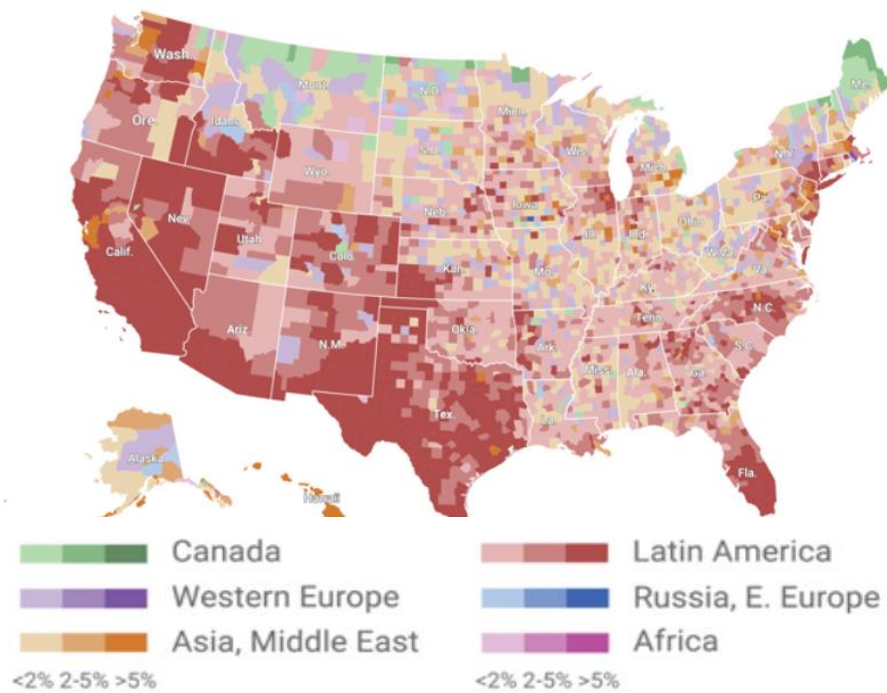 Wash.
Mont.
N.D.
Minn.
Me.
Ore.
Idaho
Wis.
Mich.
N.Y.
S.D.
Wyo.
Iowa
Pa.
Neb.
Nev.
Utah
Ill.
Ind.
Ohio
Calif.
Colo.
Kan.
Mo.
W.Va.
Va.
Ky.
Ariz.
N.M.
Okla.
Tenn.
N.C.
Ark.
S.C.
Tex.
Miss.
Ala.
Ga.
La.
Alaska
Fla.
Hawaii
Canada
Latin America
Western Europe
Russia, E. Europe
Asia, Middle East
Africa
<2% 2-5% >5%
<2% 2-5% >5%